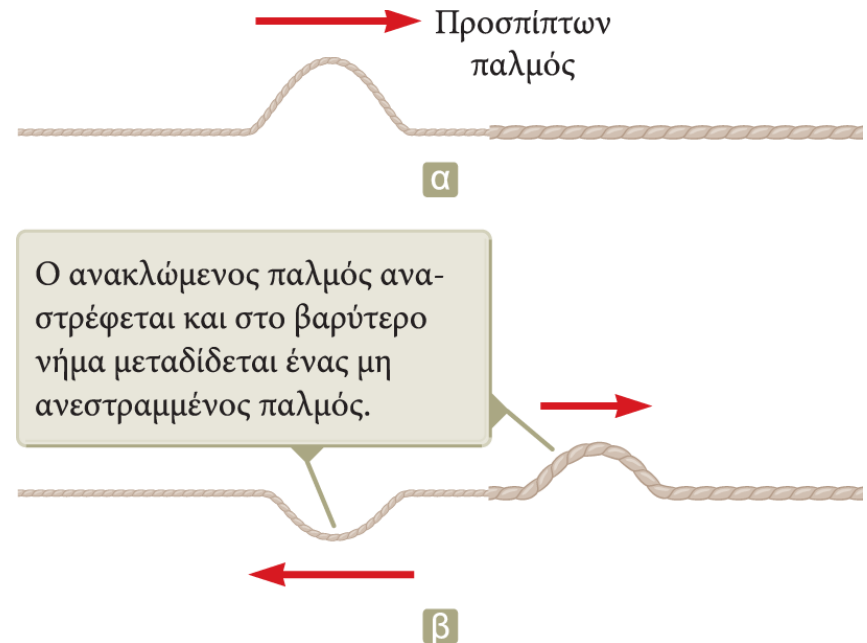 Προσπίπτων
παλμός
α
Ο ανακλώμενος παλμός ανα-
στρέφεται και στο βαρύτερο
νήμα μεταδίδεται ένας μη
ανεστραμμένος παλμός.
β